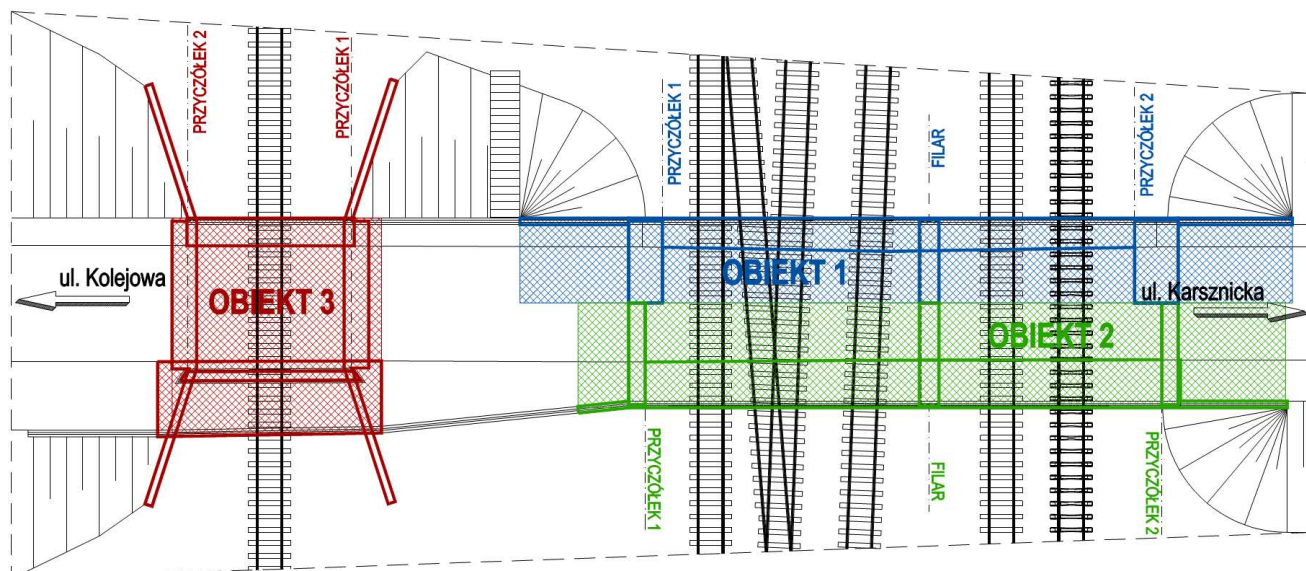 PRZYCZÓŁEK 2
PRZYCZÓŁEK 1
PRZYCZÓŁEK 1
FILAR
PRZYCZÓŁEK 2
ul. Kolejowa
OBIEKT 3
OBIEKT 1
ul. Karsznicka
OBIEKT 2
PRZYCZÓŁEK 1
FILAR
PRZYCZÓŁEK 2